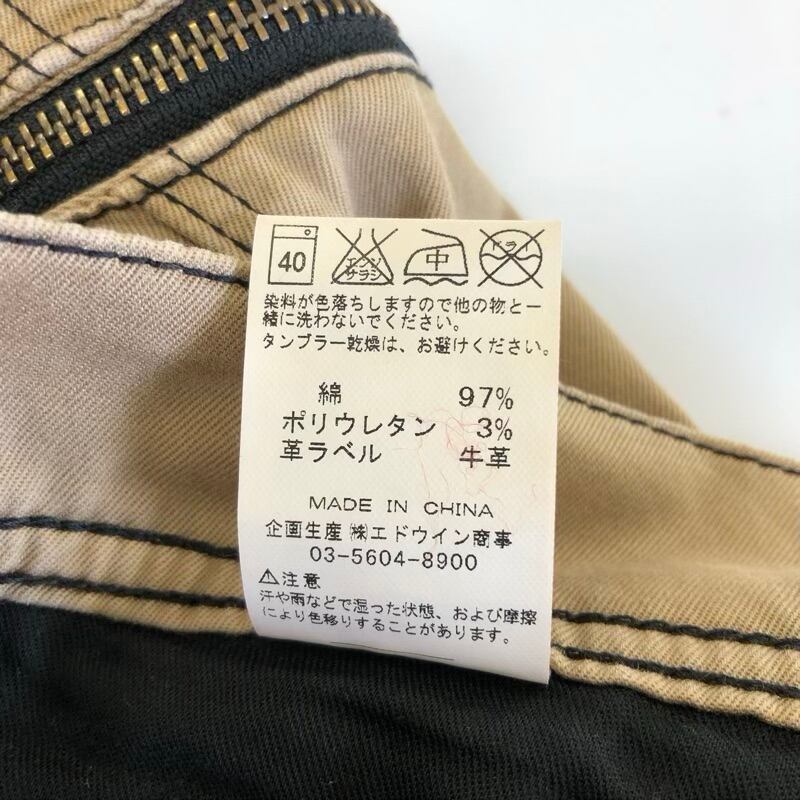 40 エンソ サラシ 中 ドライ
染料が色落ちしますので他の物と一
緒に洗わないでください。
タンブラー乾燥は、お避けください。
綿 97%
ポリウレタン 3%
革ラベル 牛革
MADE IN CHINA
企画生産 ㈱エドウイン商事
03-5604-8900
⚠注意
汗や雨などで湿った状態、および摩擦
により色移りすることがあります。